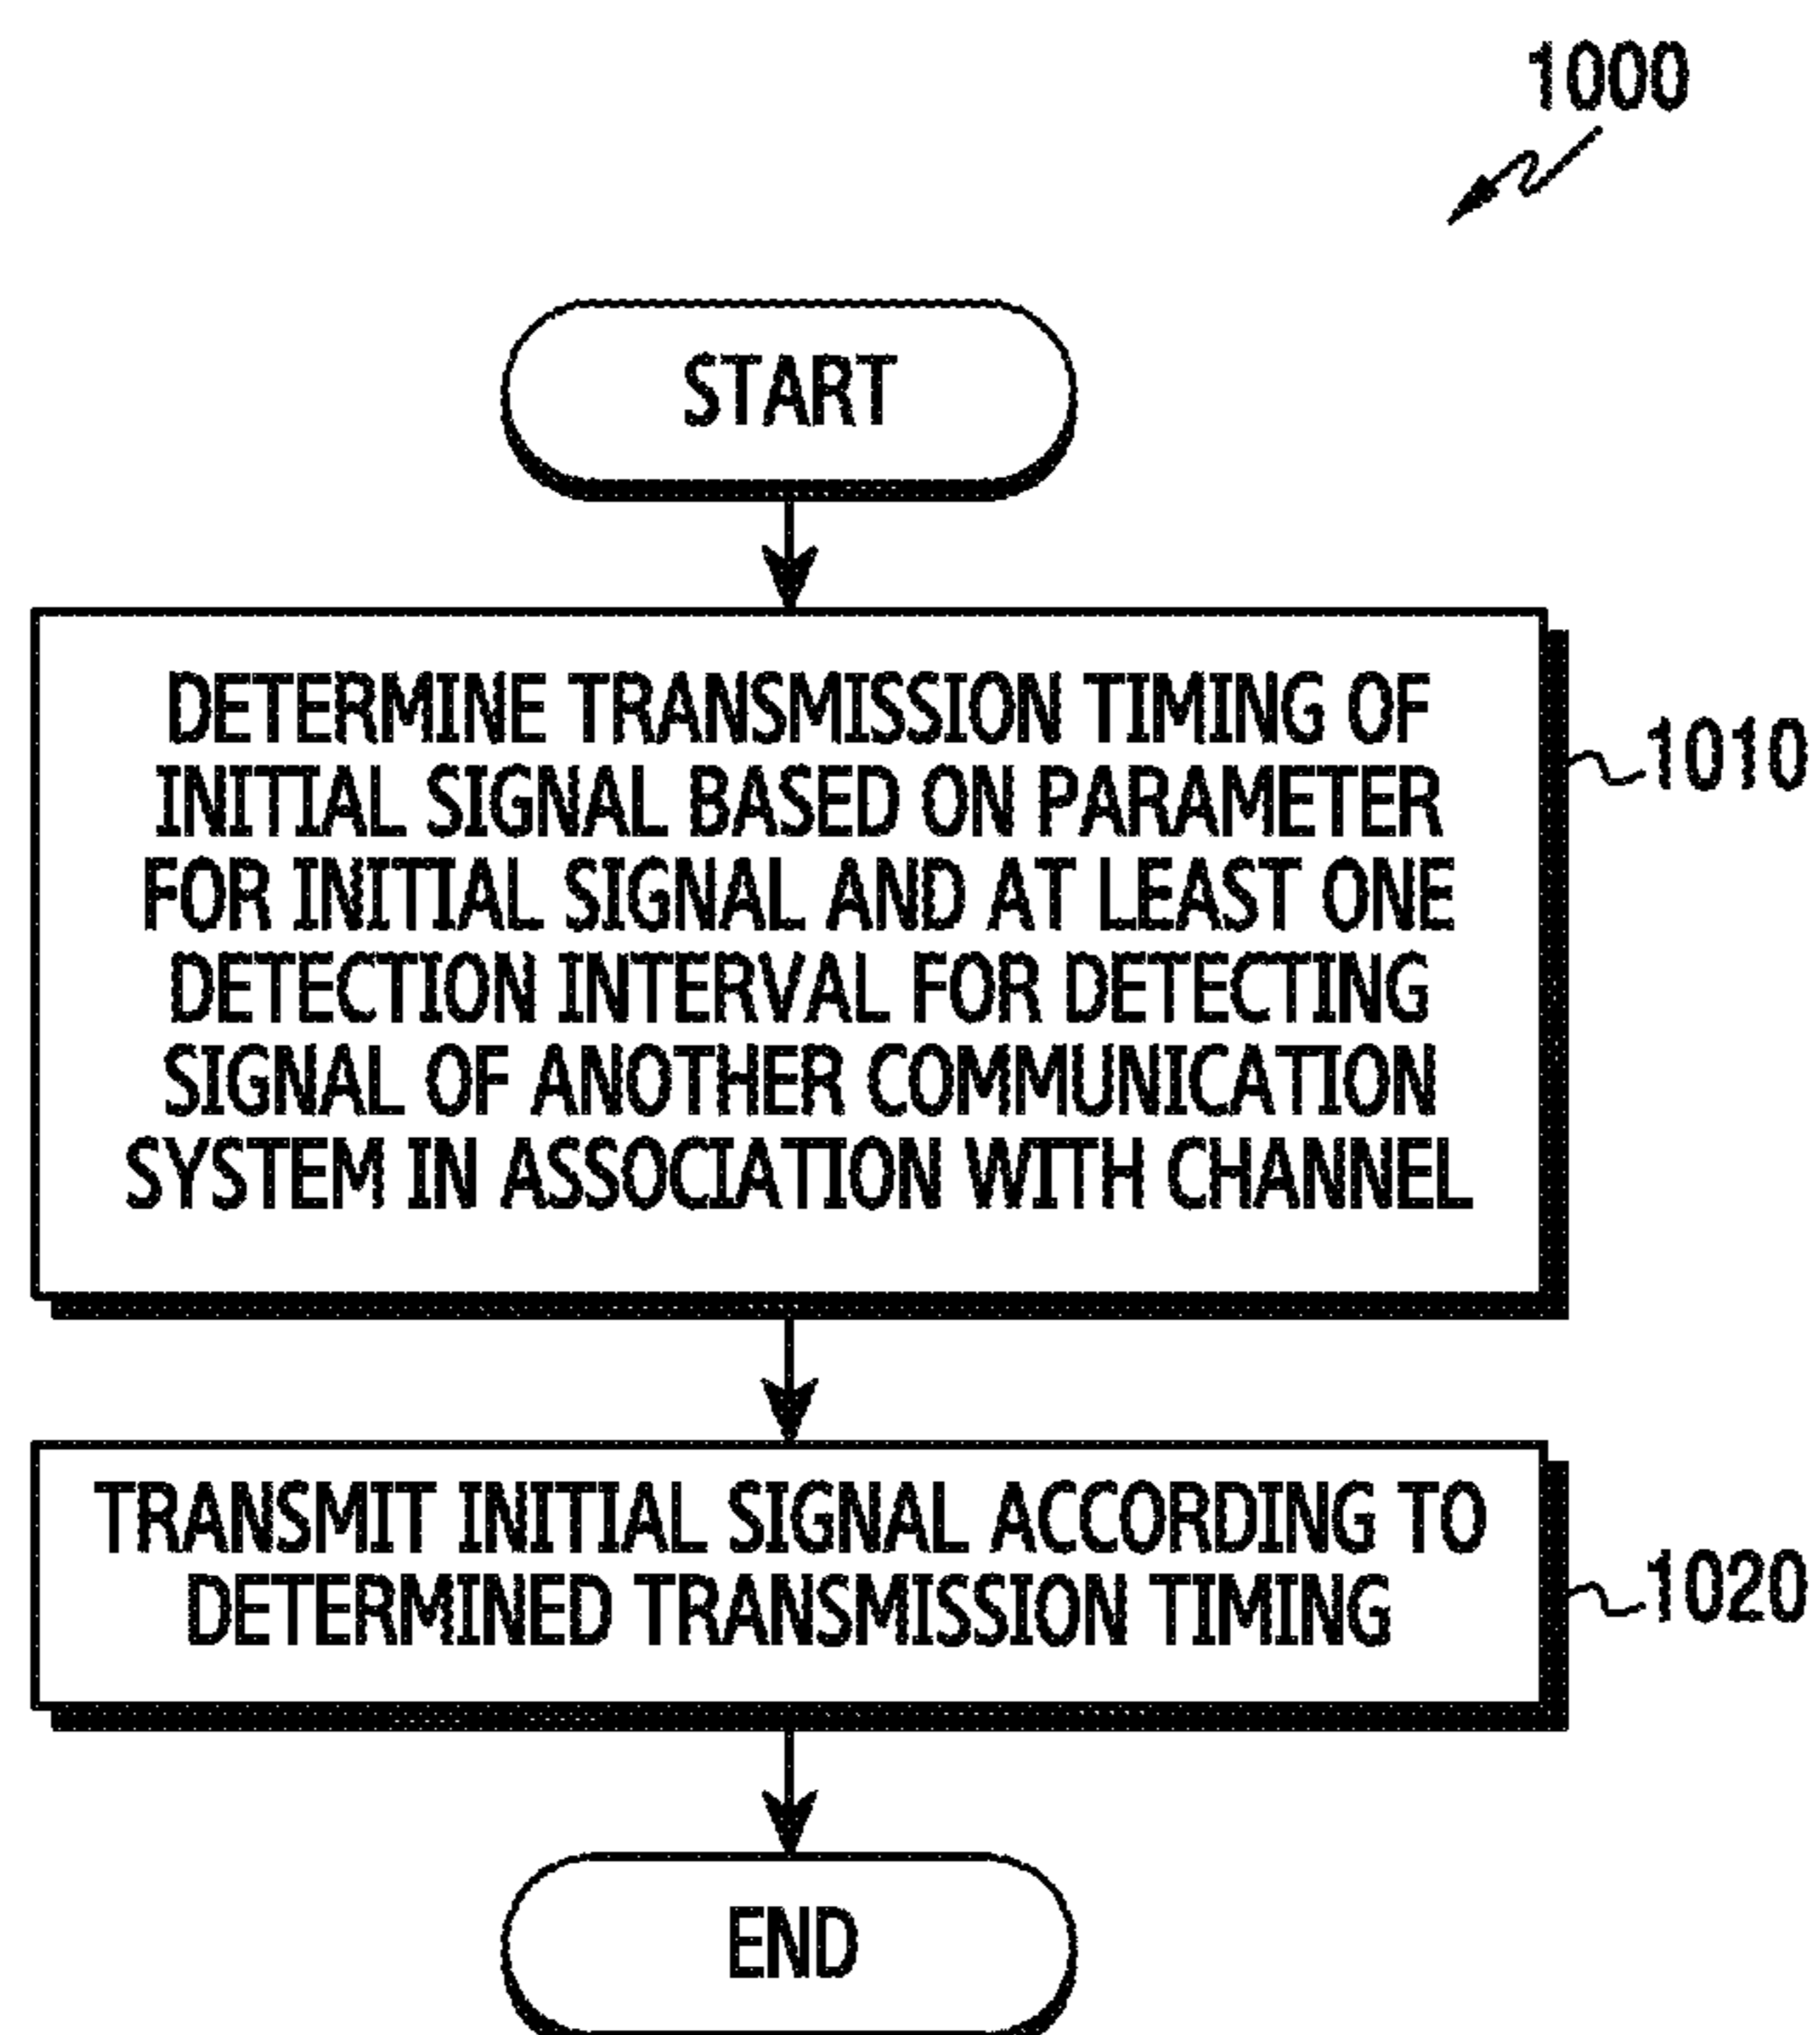 1000
START
DETERMINE TRANSMISSION TIMING OF
INITIAL SIGNAL BASED ON PARAMETER
FOR INITIAL SIGNAL AND AT LEAST ONE
DETECTION INTERVAL FOR DETECTING
SIGNAL OF ANOTHER COMMUNICATION
SYSTEM IN ASSOCIATION WITH CHANNEL
1010
TRANSMIT INITIAL SIGNAL ACCORDING TO
DETERMINED TRANSMISSION TIMING
1020
END